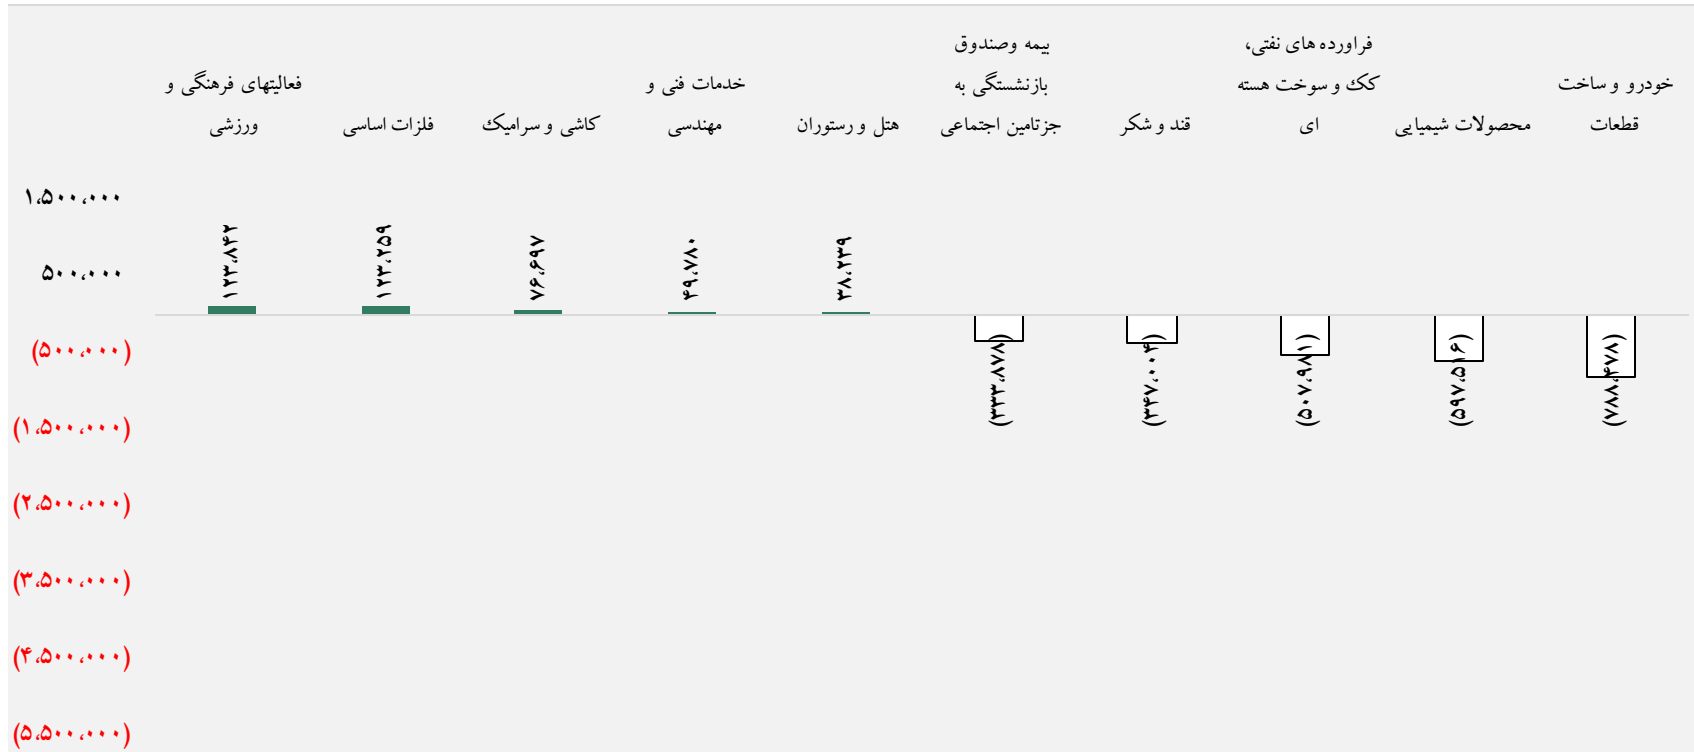 فعالیتهای فرهنگی و
ورزشی
فلزات اساسی
کاشی و سرامیک
خدمات فنی و
مهندسی
هتل و رستوران
بیمه وصندوق
بازنشستگی به
جزتامین اجتماعی
قند و شکر
فراورده های نفتی،
کک و سوخت هسته
ای
محصولات شیمیایی
خودرو و ساخت
قطعات
۱،۵۰۰،۰۰۰
۵۰۰،۰۰۰
(۵۰۰،۰۰۰)
(۱،۵۰۰،۰۰۰)
(۲،۵۰۰،۰۰۰)
(۳،۵۰۰،۰۰۰)
(۴،۵۰۰،۰۰۰)
(۵،۵۰۰،۰۰۰)
۱۲۳،۸۴۲
۱۲۳،۲۵۹
۷۶،۶۹۷
۴۹،۷۸۰
۳۸،۲۳۹
(۳۳۳،۸۷۸)
(۳۴۷،۰۰۴)
(۵۰۷،۹۸۱)
(۵۹۷،۵۱۶)
(۷۸۸،۴۷۸)